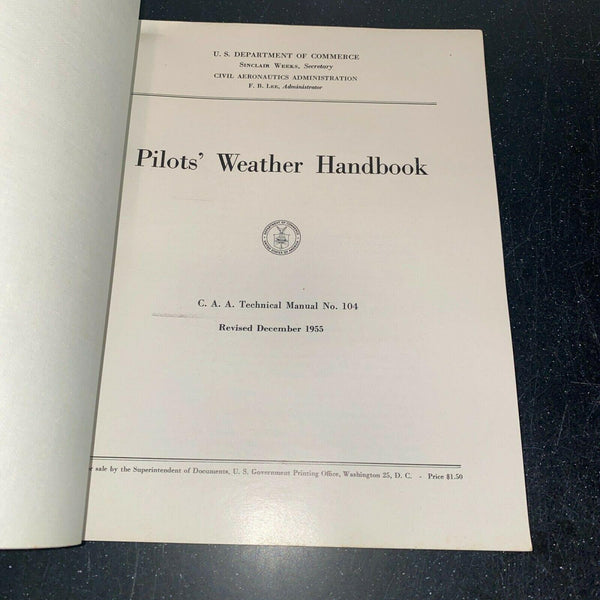 U. S. DEPARTMENT OF COMMERCE
SINCLAIR WEEKS, Secretary
CIVIL AERONAUTICS ADMINISTRATION
F. B. LEE, Administrator
Pilots' Weather Handbook
C. A. A. Technical Manual No. 104
Revised December 1955
sale by the Superintendent of Documents, U. S. Government Printing Office, Washington 25, D. C. - Price $1.50